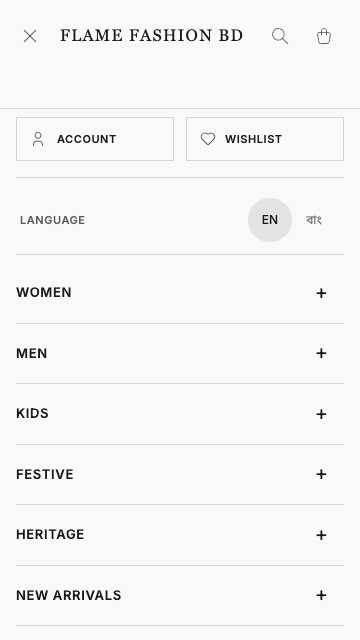 FLAME FASHION BD
ACCOUNT
WISHLIST
LANGUAGE
EN
বাং
WOMEN
+
MEN
+
KIDS
+
FESTIVE
+
HERITAGE
+
NEW ARRIVALS
+